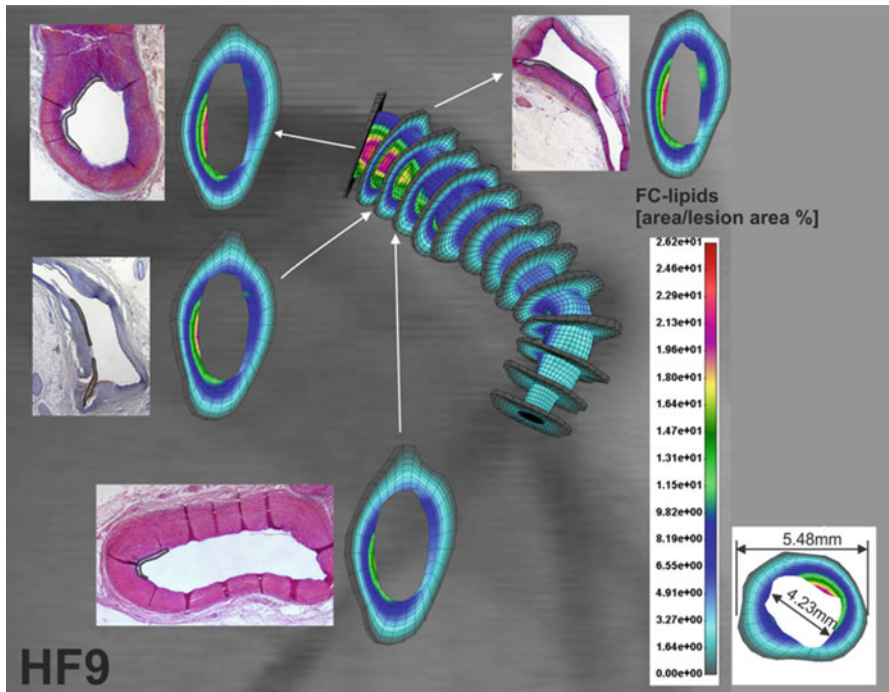 FC-lipids
[area/lesion area %]
2.62e+01
2.46e+01
2.29e+01
2.13e+01
1.96e+01
1.80e+01
1.64e+01
1.47e+01
1.31e+01
1.15e+01
9.82e+00
8.19e+00
6.55e+00
4.91e+00
3.27e+00
1.64e+00
0.00e+00
5.48mm
4.23mm
HF9